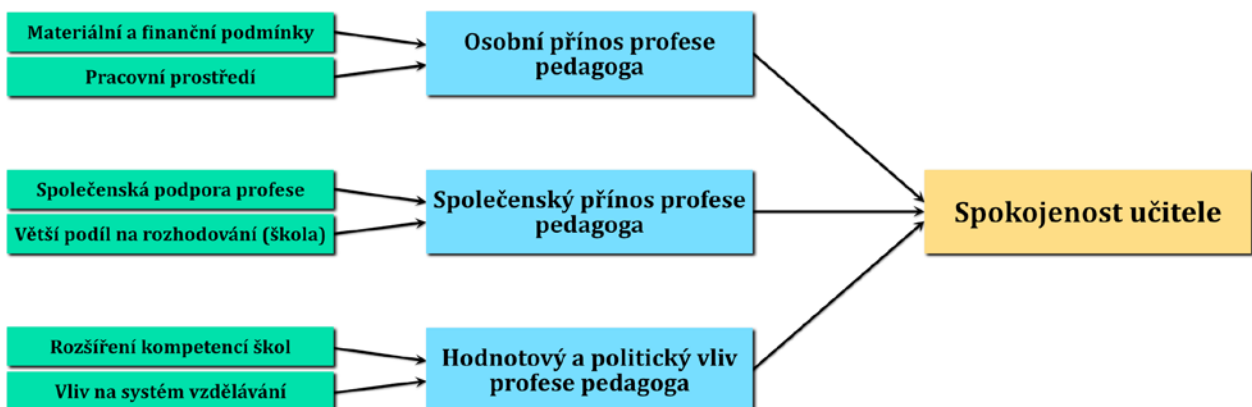 Materiální a finanční podmínky
Pracovní prostředí
Osobní přínos profese
pedagoga
Společenská podpora profese
Větší podíl na rozhodování (škola)
Společenský přínos profese
pedagoga
Rozšíření kompetencí škol
Vliv na systém vzdělávání
Hodnotový a politický vliv
profese pedagoga
Spokojenost učitele